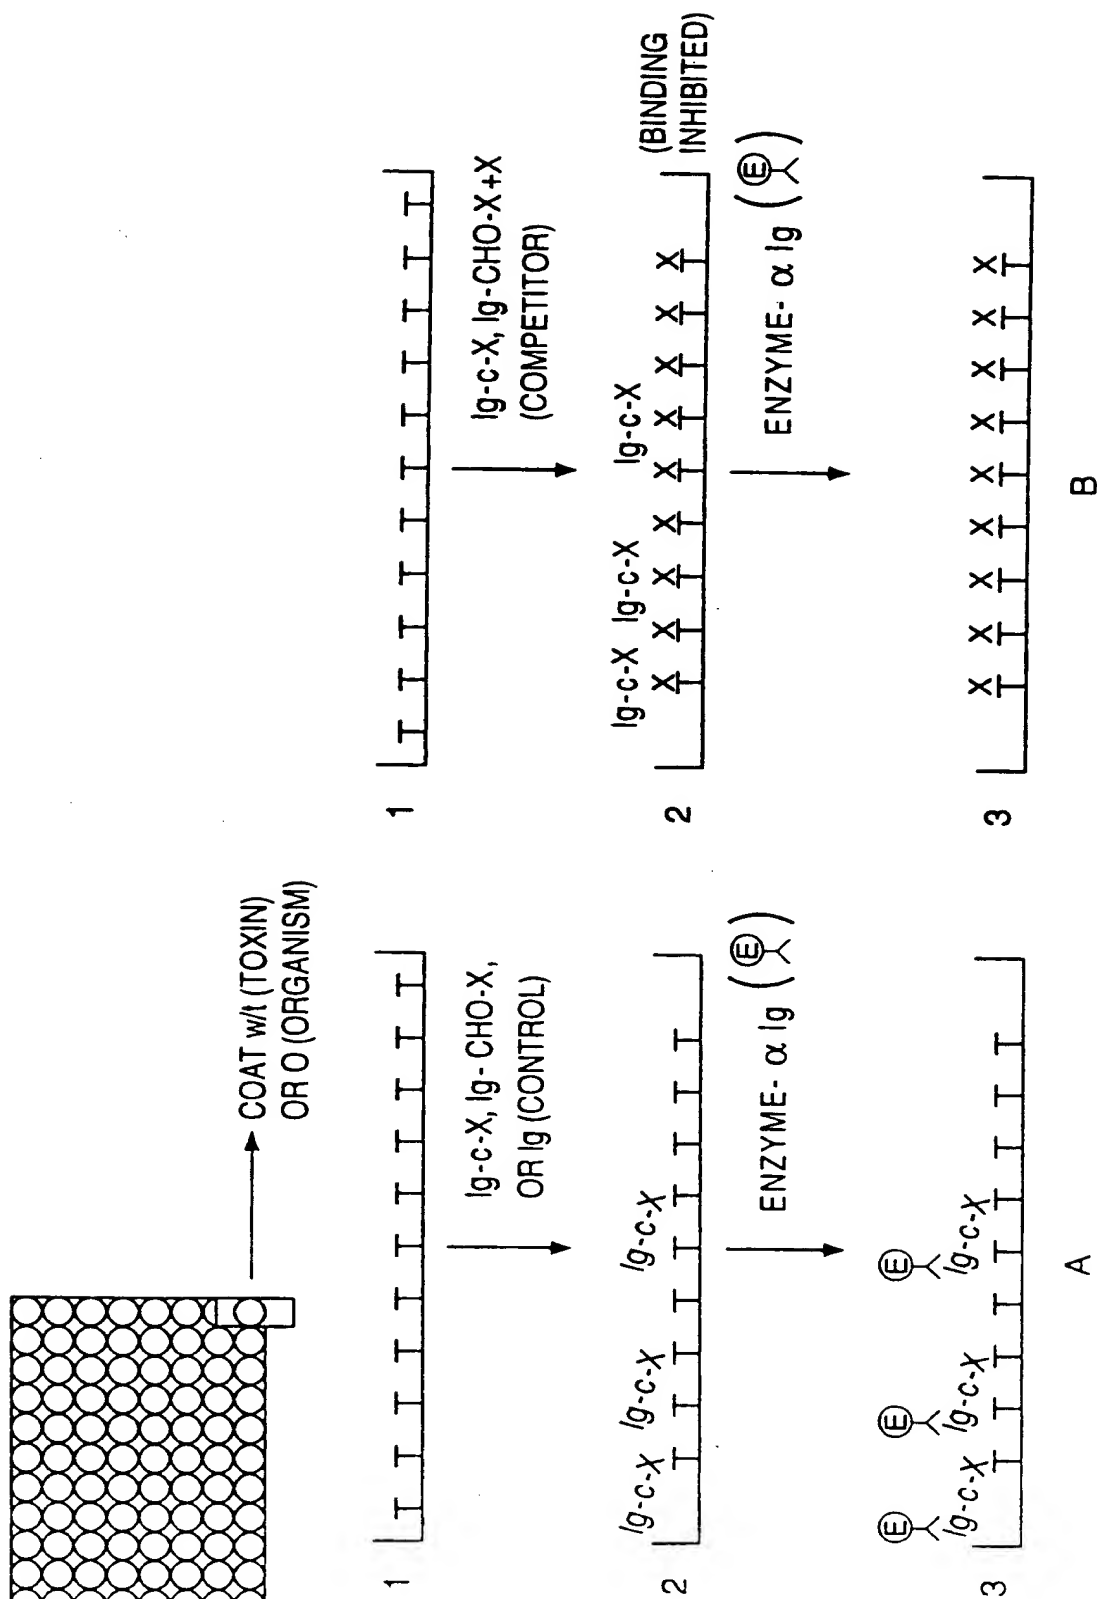 COAT w/t (TOXIN)
OR O (ORGANISM)
1
T T T T T T T T T T
Ig-c-X, Ig-CHO-X,
OR Ig (CONTROL)
2
Ig-c-X Ig-c-X Ig-c-X
T T T T T T T T T
ENZYME- α Ig (E)
3
E E E
Ig-c-X Ig-c-X Ig-c-X
T T T T T T T T T
A
1
T T T T T T T T T T T
Ig-c-X, Ig-CHO-X+X
(COMPETITOR)
2
Ig-c-X Ig-c-X Ig-c-X
X X X X X X X X X
T T T T T T T T T
(BINDING
INHIBITED)
ENZYME- α Ig (E)
3
X X X X X X X X X
T T T T T T T T T
B